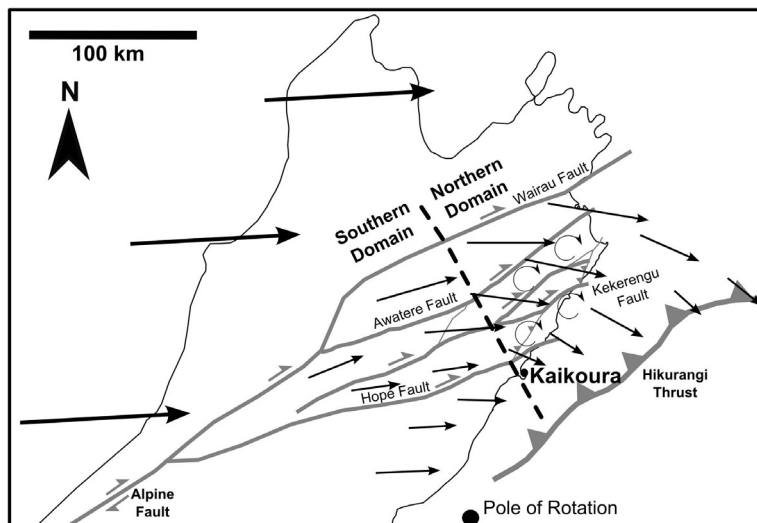 100 km
N
Northern
Domain
Southern
Domain
Wairau Fault
Awatere Fault
Kekerengu
Fault
Kaikoura
Hikurangi
Thrust
Hope Fault
Alpine
Fault
Pole of Rotation